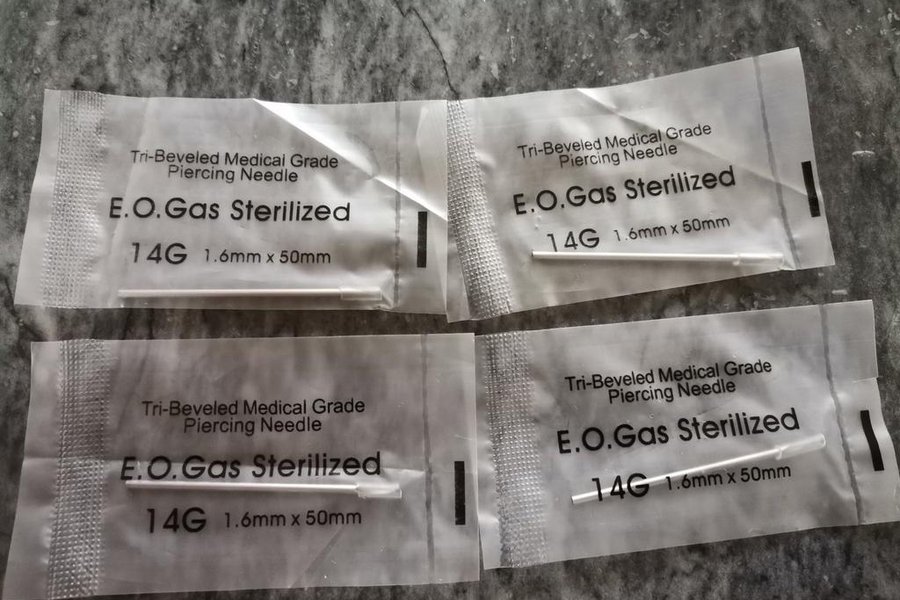 Tri-Beveled Medical Grade
Piercing Needle
E.O.Gas Sterilized
14G 1.6mm x 50mm
Tri-Beveled Medical Grade
Piercing Needle
E.O.Gas Sterilized
14G 1.6mm x 50mm
Tri-Beveled Medical Grade
Piercing Needle
E.O.Gas Sterilized
14G 1.6mm x 50mm
Tri-Beveled Medical Grade
Piercing Needle
E.O.Gas Sterilized
14G 1.6mm x 50mm